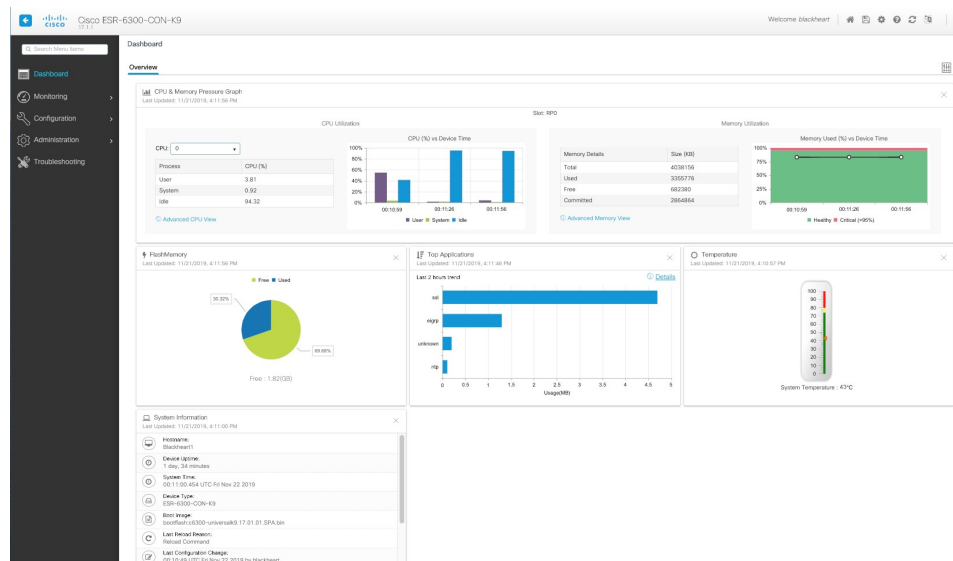 cisco
Cisco ESR-6300-CON-K9
17.1.1
Welcome blackheart
Search Menu Items
Dashboard
Monitoring
Configuration
Administration
Troubleshooting
Dashboard
Overview
CPU & Memory Pressure Graph
Last Updated: 11/21/2019, 4:11:56 PM
Slot: RP0
CPU Utilization
CPU: 0
Process CPU (%)
User 3.81
System 0.92
Idle 94.32
Advanced CPU View
CPU (%) vs Device Time
100%
80%
60%
40%
20%
0%
00:10:59 00:11:26 00:11:56
User System Idle
Memory Utilization
Memory Details Size (KB)
Total 4038156
Used 3355776
Free 682380
Committed 2864864
Advanced Memory View
Memory Used (%) vs Device Time
100%
75%
50%
25%
0%
00:10:59 00:11:26 00:11:56
Healthy Critical (>95%)
FlashMemory
Last Updated: 11/21/2019, 4:11:56 PM
Free Used
30.32%
69.68%
Free : 1.82(GB)
Top Applications
Last Updated: 11/21/2019, 4:11:46 PM
Last 2 hours trend
Details
ssl
eigrp
unknown
ntp
0 0.5 1 1.5 2 2.5 3 3.5 4 4.5 5
Usage(MB)
Temperature
Last Updated: 11/21/2019, 4:10:57 PM
100
90
80
70
60
50
40
30
20
10
0
System Temperature : 43°C
System Information
Last Updated: 11/21/2019, 4:11:00 PM
Hostname:
Blackheart1
Device Uptime:
1 day, 34 minutes
System Time:
00:11:00.454 UTC Fri Nov 22 2019
Device Type:
ESR-6300-CON-K9
Boot Image:
bootflash:c6300-universalk9.17.01.01.SPA.bin
Last Reload Reason:
Reload Command
Last Configuration Change:
00:10:49 UTC Fri Nov 22 2019 by blackheart